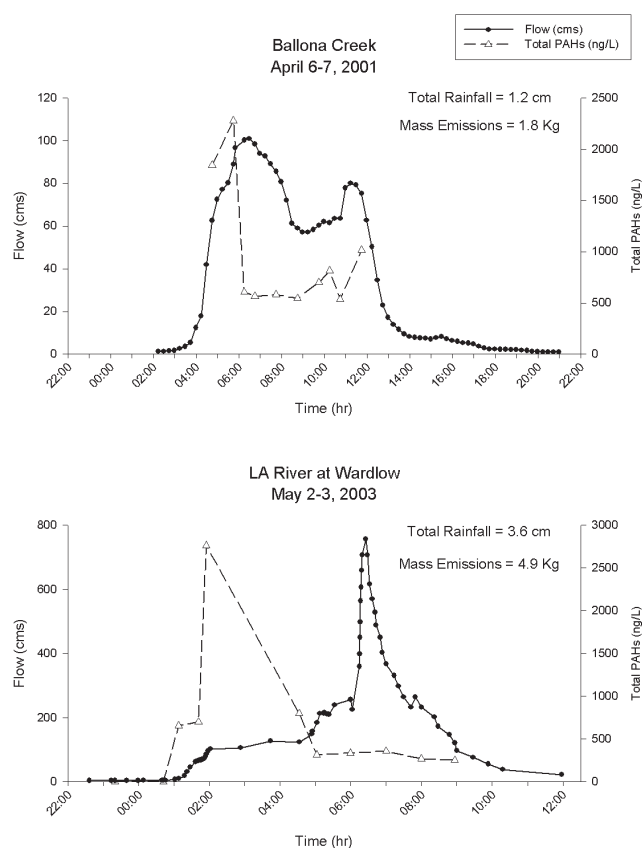 Flow (cms)
Total PAHs (ng/L)
Ballona Creek
April 6-7, 2001
Total Rainfall = 1.2 cm
Mass Emissions = 1.8 Kg
120
100
80
60
40
20
0
Flow (cms)
2500
2000
1500
1000
500
0
Total PAHs (ng/L)
22:00 00:00 02:00 04:00 06:00 08:00 10:00 12:00 14:00 16:00 18:00 20:00 22:00
Time (hr)
LA River at Wardlow
May 2-3, 2003
Total Rainfall = 3.6 cm
Mass Emissions = 4.9 Kg
800
600
400
200
0
Flow (cms)
3000
2500
2000
1500
1000
500
0
Total PAHs (ng/L)
22:00 00:00 02:00 04:00 06:00 08:00 10:00 12:00
Time (hr)